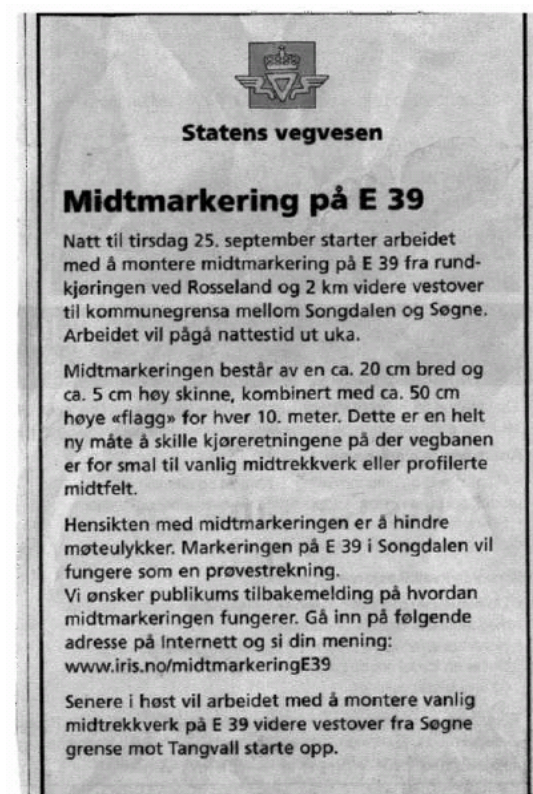 Statens vegvesen
Midtmarkering på E 39
Natt til tirsdag 25. september starter arbeidet
med å montere midtmarkering på E 39 fra rund-
kjøringen ved Rosseland og 2 km videre vestover
til kommunegrensa mellom Songdalen og Søgne.
Arbeidet vil pågå nattestid ut uka.
Midtmarkeringen består av en ca. 20 cm bred og
ca. 5 cm høy skinne, kombinert med ca. 50 cm
høye «flagg» for hver 10. meter. Dette er en helt
ny måte å skille kjøreretningene på der vegbanen
er for smal til vanlig midtrekkverk eller profilerte
midtfelt.
Hensikten med midtmarkeringen er å hindre
møteulykker. Markeringen på E 39 i Songdalen vil
fungere som en prøvestrekning.
Vi ønsker publikums tilbakemelding på hvordan
midtmarkeringen fungerer. Gå inn på følgende
adresse på Internett og si din mening:
www.iris.no/midtmarkeringE39
Senere i høst vil arbeidet med å montere vanlig
midtrekkverk på E 39 videre vestover fra Søgne
grense mot Tangvall starte opp.